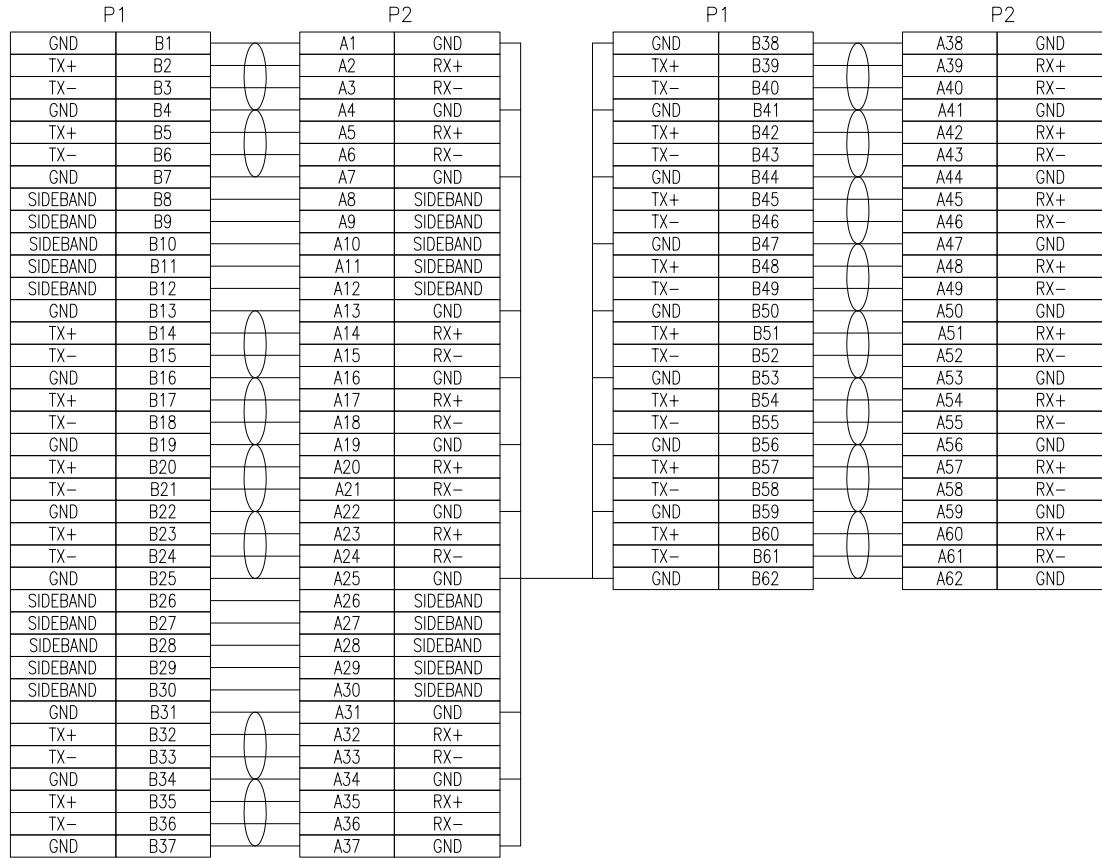 P1 P2 P1 P2
GND B1 A1 GND GND B38 A38 GND
TX+ B2 A2 RX+ TX+ B39 A39 RX+
TX- B3 A3 RX- TX- B40 A40 RX-
GND B4 A4 GND GND B41 A41 GND
TX+ B5 A5 RX+ TX+ B42 A42 RX+
TX- B6 A6 RX- TX- B43 A43 RX-
GND B7 A7 GND GND B44 A44 GND
SIDEBAND B8 A8 SIDEBAND TX+ B45 A45 RX+
SIDEBAND B9 A9 SIDEBAND TX- B46 A46 RX-
SIDEBAND B10 A10 SIDEBAND GND B47 A47 GND
SIDEBAND B11 A11 SIDEBAND TX+ B48 A48 RX+
SIDEBAND B12 A12 SIDEBAND TX- B49 A49 RX-
GND B13 A13 GND GND B50 A50 GND
TX+ B14 A14 RX+ TX+ B51 A51 RX+
TX- B15 A15 RX- TX- B52 A52 RX-
GND B16 A16 GND GND B53 A53 GND
TX+ B17 A17 RX+ TX+ B54 A54 RX+
TX- B18 A18 RX- TX- B55 A55 RX-
GND B19 A19 GND GND B56 A56 GND
TX+ B20 A20 RX+ TX+ B57 A57 RX+
TX- B21 A21 RX- TX- B58 A58 RX-
GND B22 A22 GND GND B59 A59 GND
TX+ B23 A23 RX+ TX+ B60 A60 RX+
TX- B24 A24 RX- TX- B61 A61 RX-
GND B25 A25 GND GND B62 A62 GND
SIDEBAND B26 A26 SIDEBAND
SIDEBAND B27 A27 SIDEBAND
SIDEBAND B28 A28 SIDEBAND
SIDEBAND B29 A29 SIDEBAND
SIDEBAND B30 A30 SIDEBAND
GND B31 A31 GND
TX+ B32 A32 RX+
TX- B33 A33 RX-
GND B34 A34 GND
TX+ B35 A35 RX+
TX- B36 A36 RX-
GND B37 A37 GND